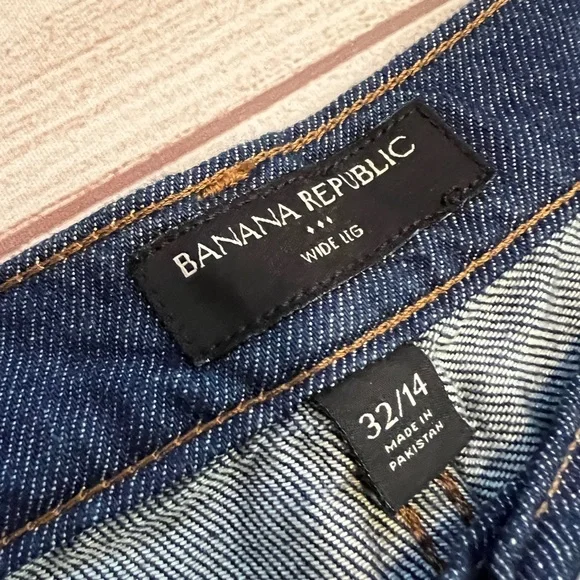 BANANA REPUBLIC
WIDE LEG
32/14
MADE IN
PAKISTAN